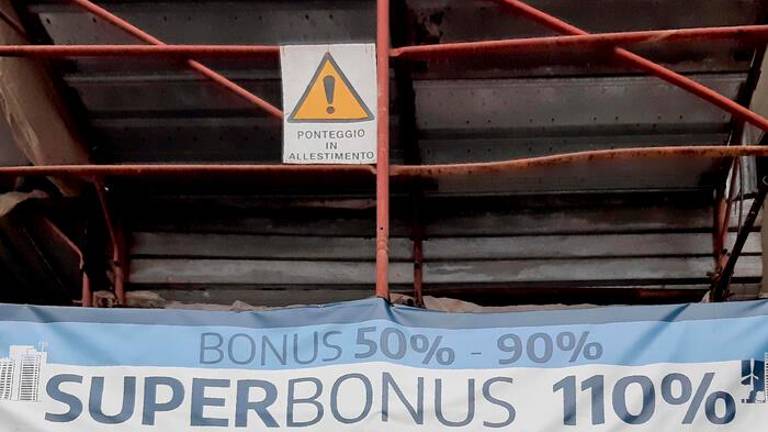 PONTEGGIO
IN
ALLESTIMENTO
BONUS 50% - 90%
SUPERBONUS 110%